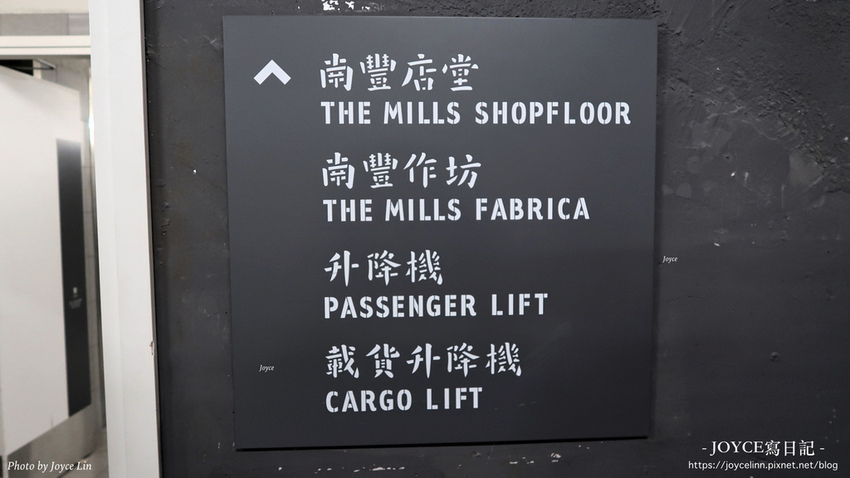 南豐店堂
THE MILLS SHOPFLOOR
南豐作坊
THE MILLS FABRICA
升降機
PASSENGER LIFT
載貨升降機
CARGO LIFT
Joyce
Joyce
Photo by Joyce Lin
- JOYCE寫日記 -
https://joycelinn.pixnet.net/blog